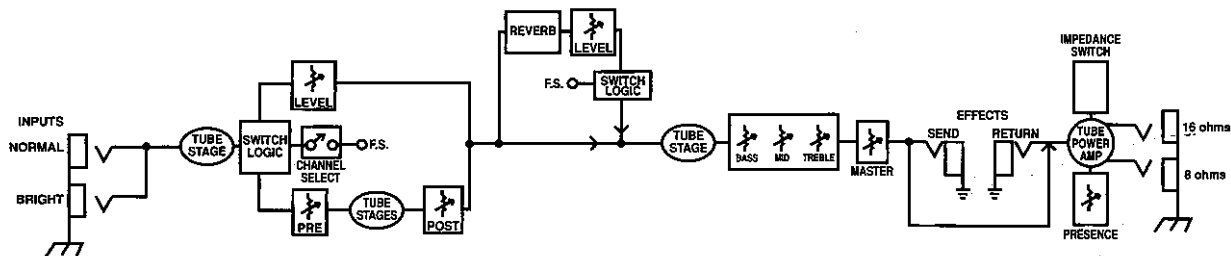 INPUTS
NORMAL
BRIGHT
TUBE
STAGE
SWITCH
LOGIC
LEVEL
CHANNEL
SELECT
F.S.
PRE
TUBE
STAGES
POST
REVERB
LEVEL
F.S.
SWITCH
LOGIC
TUBE
STAGE
BASS
MID
TREBLE
MASTER
EFFECTS
SEND
RETURN
IMPEDANCE
SWITCH
TUBE
POWER
AMP
PRESENCE
16 ohms
8 ohms